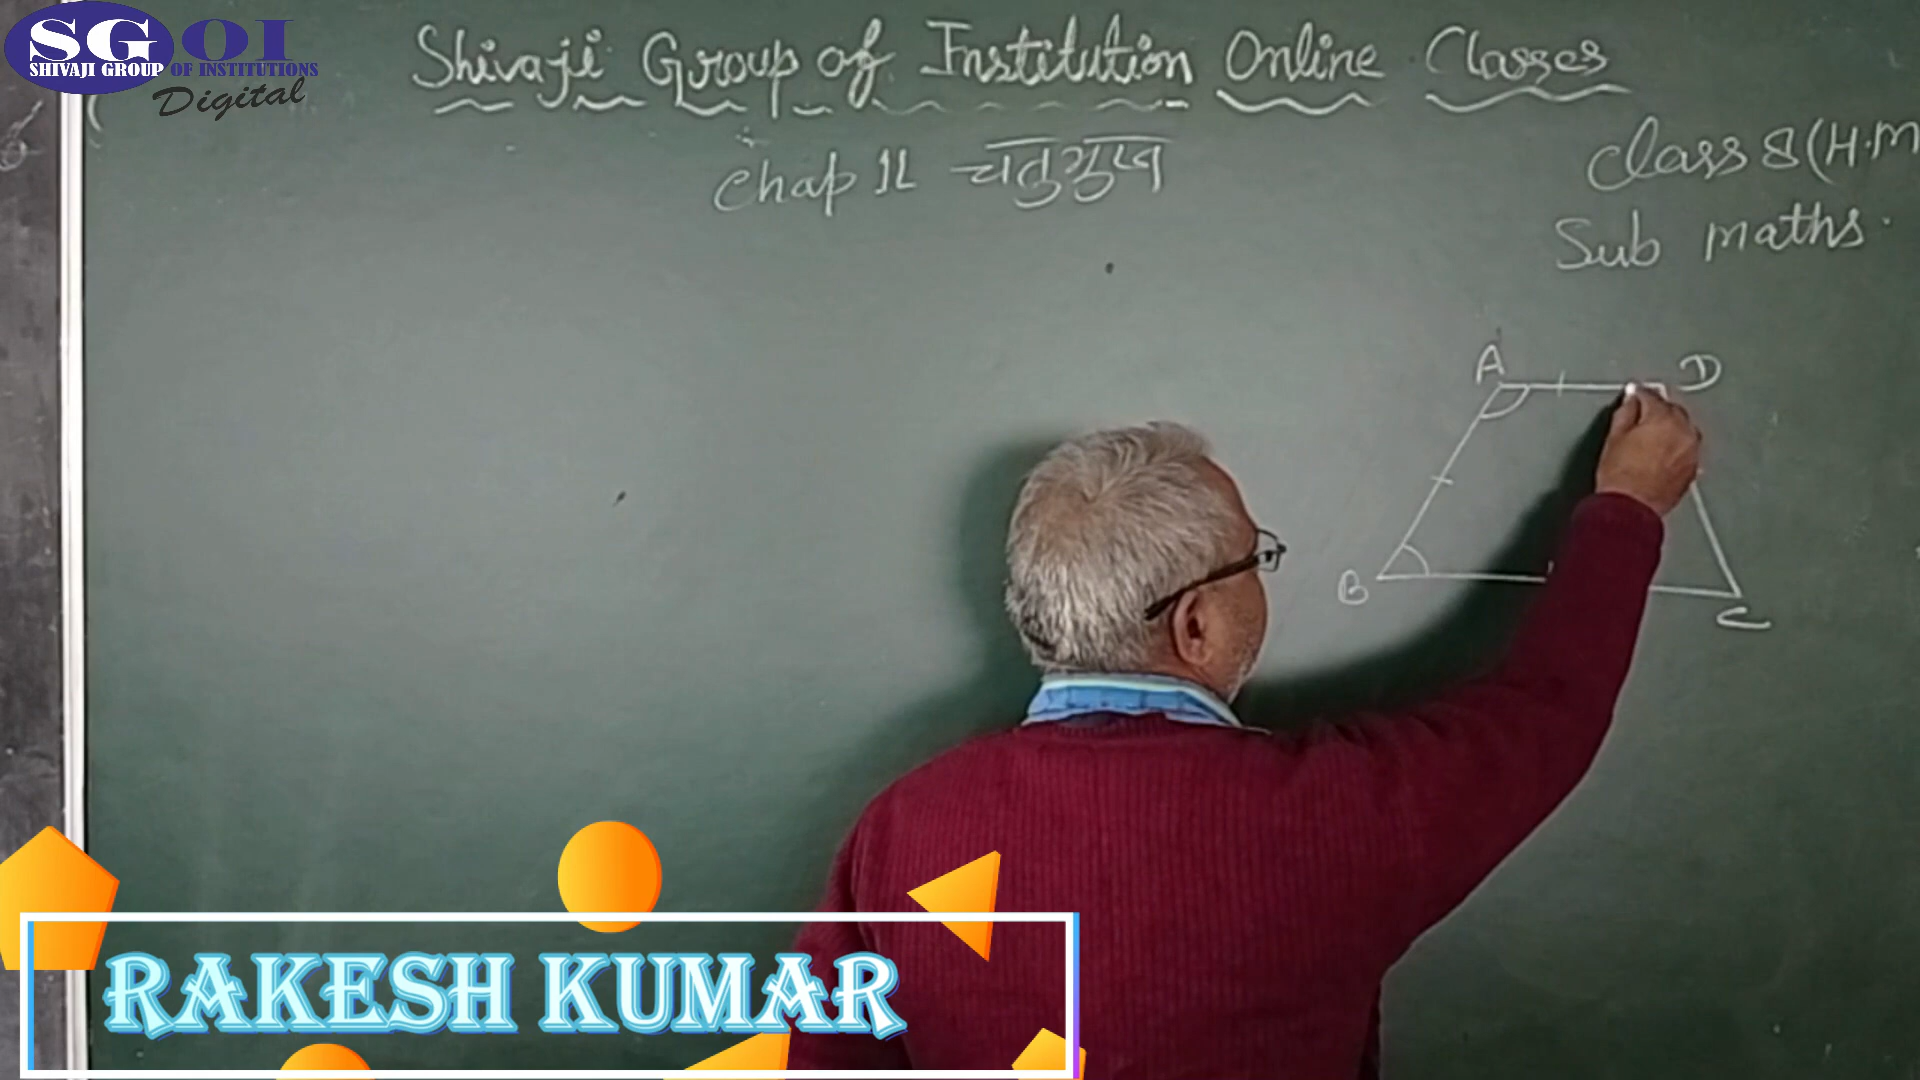 SGOI
SHIVAJI GROUP OF INSTITUTIONS
Digital
Shivaji Group of Institution Online Classes
Chap 11 चतुर्भुज
Class 8 (H.M
Sub maths.
A D
B C
RAKESH KUMAR